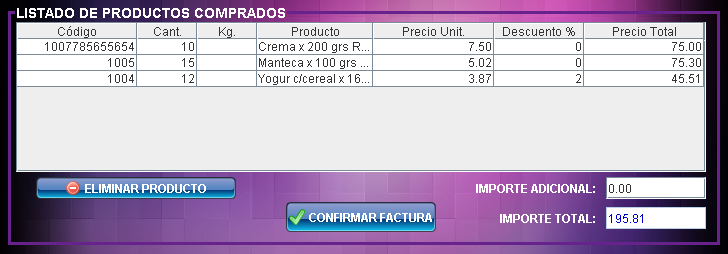 LISTADO DE PRODUCTOS COMPRADOS
Código Cant. Kg. Producto Precio Unit. Descuento % Precio Total
1007785655654 10 Crema x 200 grs R... 7.50 0 75.00
1005 15 Manteca x 100 grs ... 5.02 0 75.30
1004 12 Yogur c/cereal x 16... 3.87 2 45.51
ELIMINAR PRODUCTO IMPORTE ADICIONAL: 0.00
CONFIRMAR FACTURA IMPORTE TOTAL: 195.81